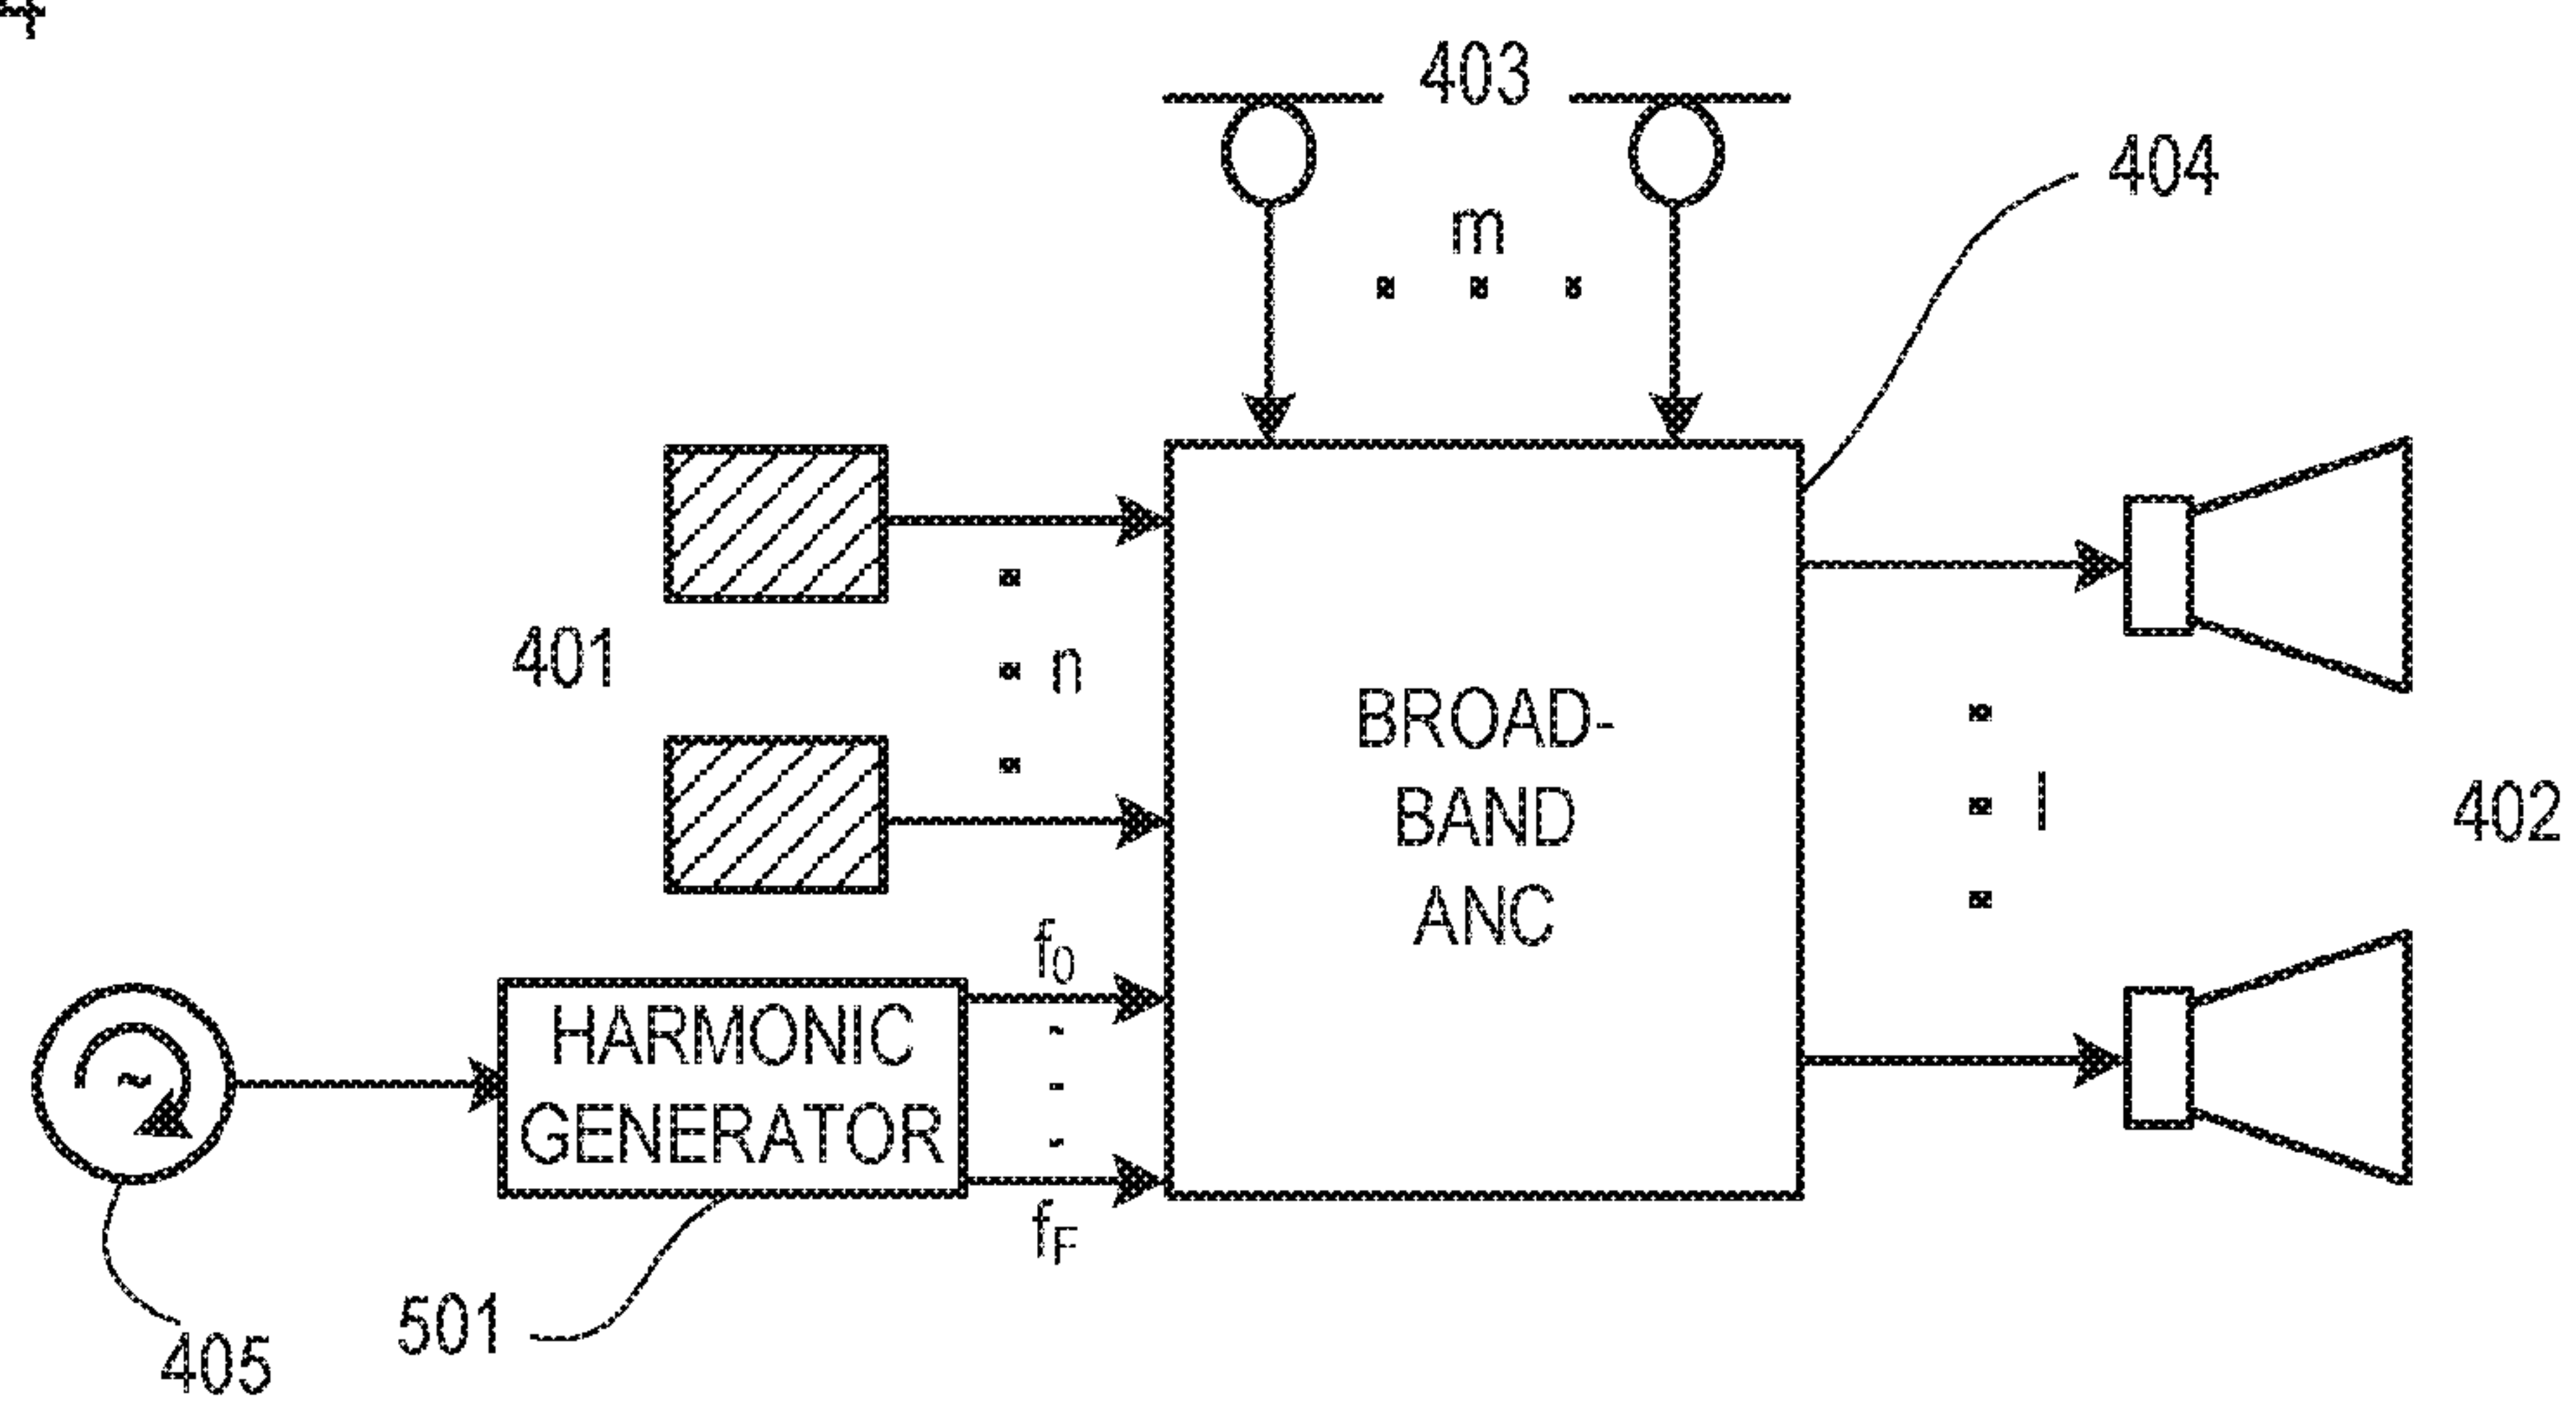 403
404
m
401
n
BROAD-
BAND
ANC
l
402
f0
HARMONIC
GENERATOR
fF
501
405